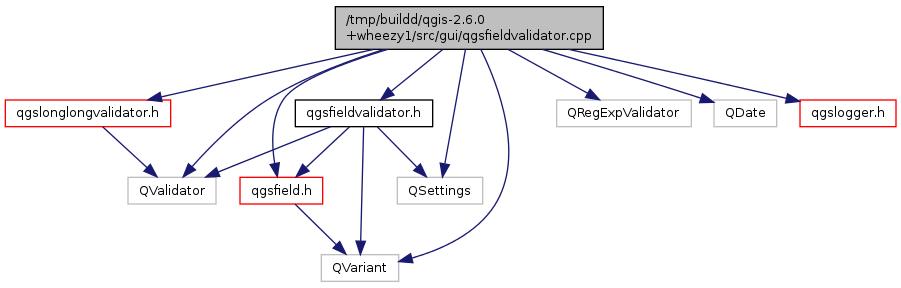 /tmp/buildd/qgis-2.6.0
+wheezy1/src/gui/qgsfieldvalidator.cpp
qgslonglongvalidator.h
qgsfieldvalidator.h
QRegExpValidator
QDate
qgslogger.h
QValidator
qgsfield.h
QSettings
QVariant